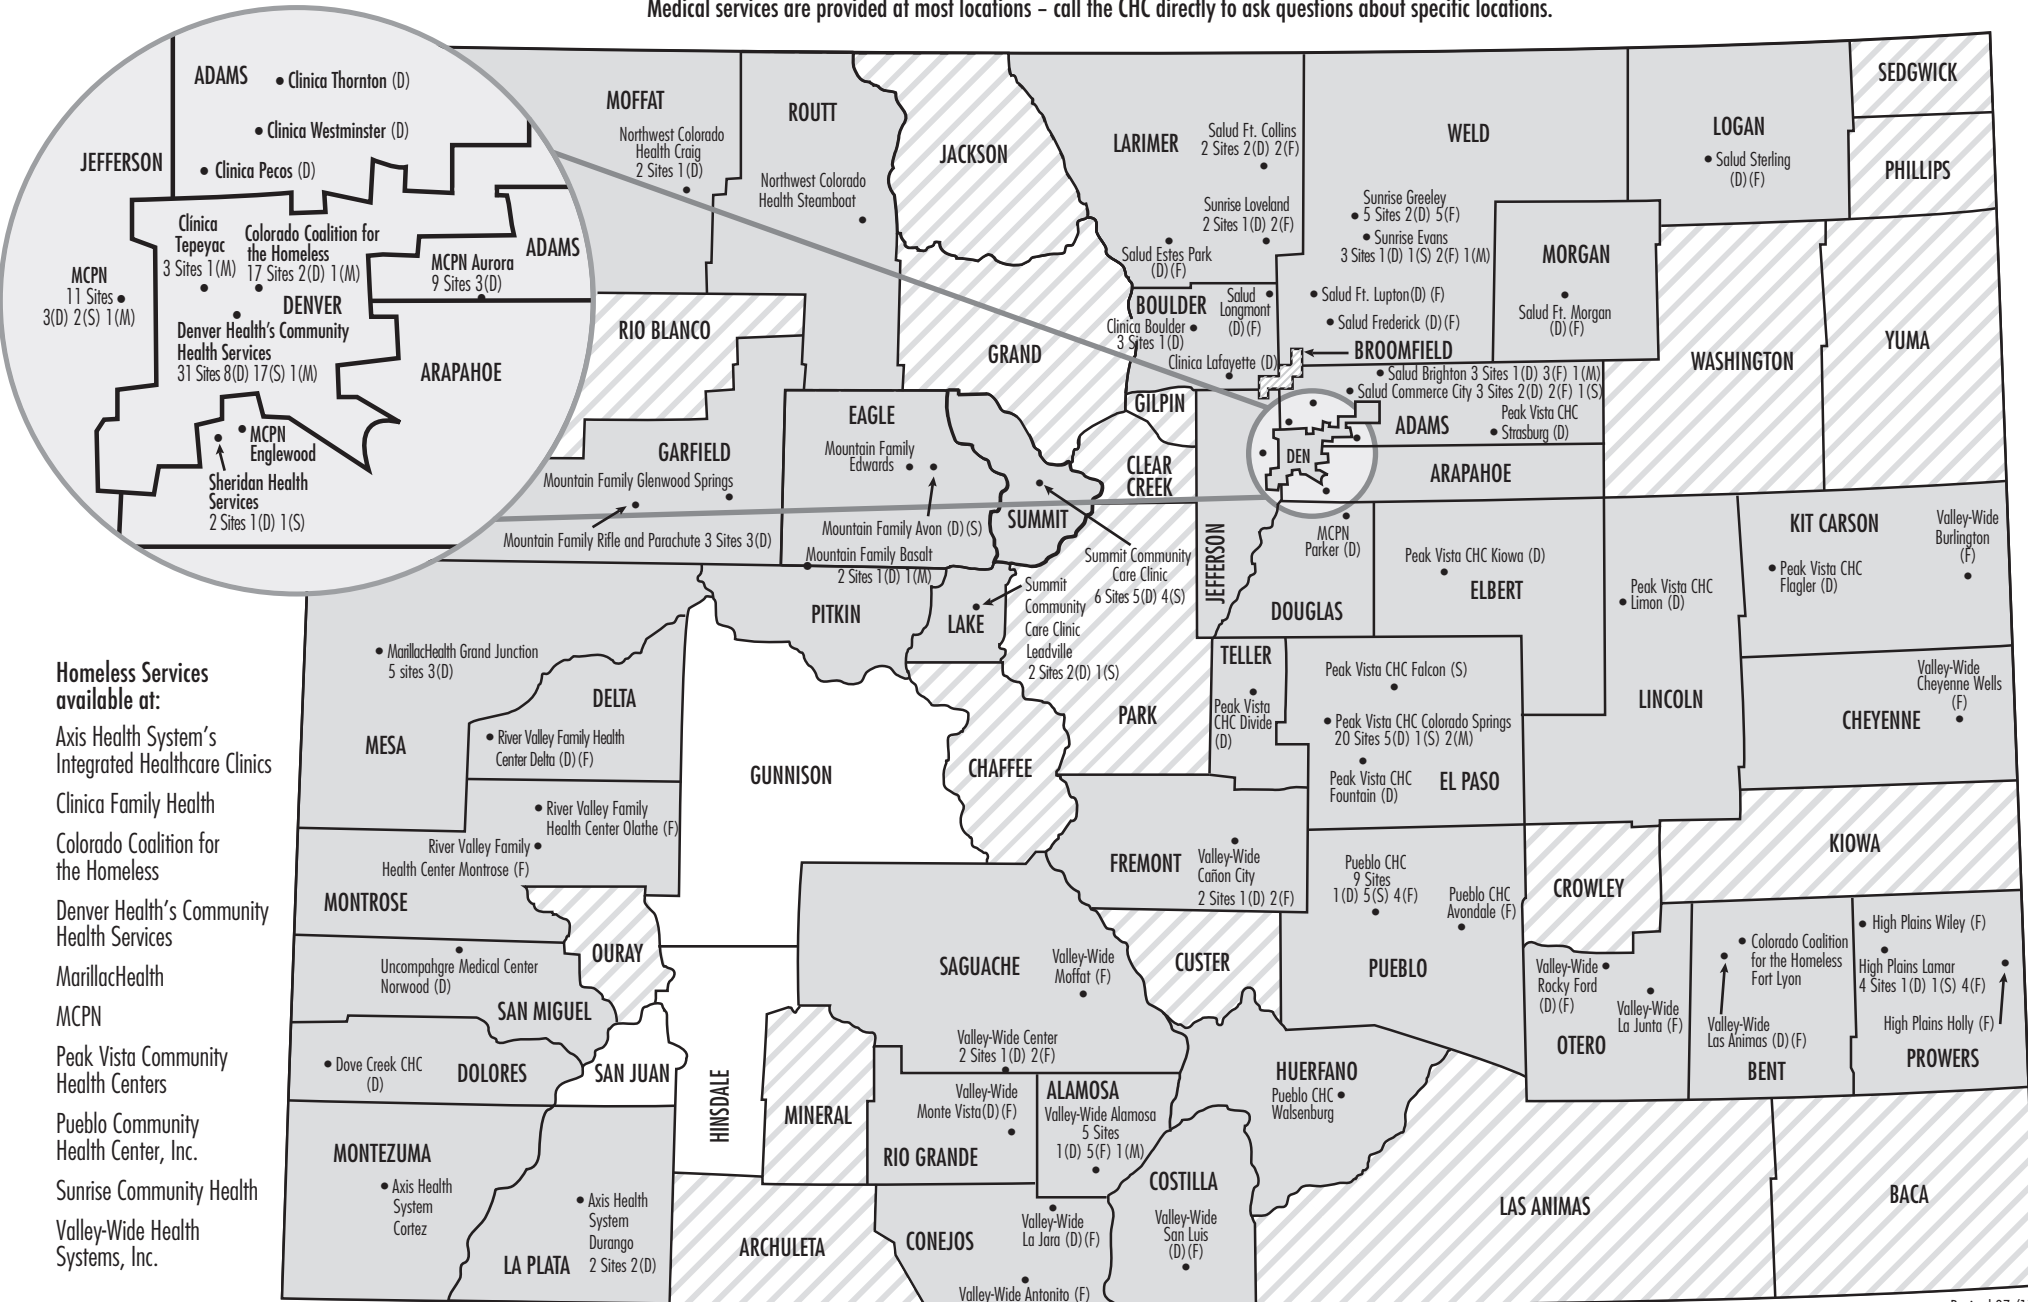 Medical services are provided at most locations – call the CHC directly to ask questions about specific locations.
ADAMS
Clinica Thornton (D)
Clinica Westminster (D)
JEFFERSON
Clinica Pecos (D)
Clínica
Tepeyac
3 Sites 1(M)
Colorado Coalition for
the Homeless
17 Sites 2(D) 1(M)
ADAMS
MCPN Aurora
9 Sites 3(D)
MCPN
11 Sites
3(D) 2(S) 1(M)
DENVER
Denver Health's Community
Health Services
31 Sites 8(D) 17(S) 1(M)
ARAPAHOE
MCPN
Englewood
Sheridan Health
Services
2 Sites 1(D) 1(S)
MOFFAT
Northwest Colorado
Health Craig
2 Sites 1(D)
ROUTT
Northwest Colorado
Health Steamboat
JACKSON
LARIMER
Salud Ft. Collins
2 Sites 2(D) 2(F)
Sunrise Loveland
2 Sites 1(D) 2(F)
Salud Estes Park
(D)(F)
WELD
Sunrise Greeley
5 Sites 2(D) 5(F)
Sunrise Evans
3 Sites 1(D) 1(S) 2(F) 1(M)
Salud Ft. Lupton(D) (F)
Salud Frederick (D)(F)
LOGAN
Salud Sterling
(D)(F)
SEDGWICK
PHILLIPS
MORGAN
Salud Ft. Morgan
(D)(F)
WASHINGTON
YUMA
RIO BLANCO
GRAND
BOULDER
Salud
Longmont
(D)(F)
Clinica Boulder
3 Sites 1(D)
Clinica Lafayette (D)
BROOMFIELD
Salud Brighton 3 Sites 1(D) 3(F) 1(M)
Salud Commerce City 3 Sites 2(D) 2(F) 1(S)
ADAMS
Peak Vista CHC
Strasburg (D)
GILPIN
CLEAR
CREEK
DEN
ARAPAHOE
EAGLE
Mountain Family
Edwards
Mountain Family Avon (D)(S)
Mountain Family Basalt
2 Sites 1(D) 1(M)
GARFIELD
Mountain Family Glenwood Springs
Mountain Family Rifle and Parachute 3 Sites 3(D)
SUMMIT
Summit Community
Care Clinic
6 Sites 5(D) 4(S)
JEFFERSON
MCPN
Parker (D)
DOUGLAS
Peak Vista CHC Kiowa (D)
ELBERT
Peak Vista CHC
Limon (D)
LINCOLN
KIT CARSON
Peak Vista CHC
Flagler (D)
Valley-Wide
Burlington
(F)
PITKIN
LAKE
Summit
Community
Care Clinic
Leadville
2 Sites 2(D) 1(S)
PARK
TELLER
Peak Vista
CHC Divide
(D)
Peak Vista CHC Falcon (S)
Peak Vista CHC Colorado Springs
20 Sites 5(D) 1(S) 2(M)
Peak Vista CHC
Fountain (D)
EL PASO
Valley-Wide
Cheyenne Wells
(F)
CHEYENNE
MarillacHealth Grand Junction
5 sites 3(D)
MESA
DELTA
River Valley Family Health
Center Delta (D)(F)
GUNNISON
CHAFFEE
River Valley Family
Health Center Olathe (F)
River Valley Family
Health Center Montrose (F)
MONTROSE
FREMONT
Valley-Wide
Cañon City
2 Sites 1(D) 2(F)
Pueblo CHC
9 Sites
1(D) 5(S) 4(F)
Pueblo CHC
Avondale (F)
PUEBLO
CROWLEY
KIOWA
OURAY
Uncompahgre Medical Center
Norwood (D)
SAN MIGUEL
SAGUACHE
Valley-Wide
Moffat (F)
Valley-Wide Center
2 Sites 1(D) 2(F)
CUSTER
Valley-Wide
Rocky Ford
(D)(F)
Valley-Wide
La Junta (F)
OTERO
Colorado Coalition
for the Homeless
Fort Lyon
Valley-Wide
Las Animas (D)(F)
BENT
High Plains Wiley (F)
High Plains Lamar
4 Sites 1(D) 1(S) 4(F)
High Plains Holly (F)
PROWERS
Dove Creek CHC
(D)
DOLORES
SAN JUAN
HINSDALE
MINERAL
Valley-Wide
Monte Vista(D)(F)
RIO GRANDE
ALAMOSA
Valley-Wide Alamosa
5 Sites
1(D) 5(F) 1(M)
HUERFANO
Pueblo CHC
Walsenburg
MONTEZUMA
Axis Health
System
Cortez
Axis Health
System
Durango
2 Sites 2(D)
LA PLATA
ARCHULETA
CONEJOS
Valley-Wide
La Jara (D)(F)
Valley-Wide Antonito (F)
COSTILLA
Valley-Wide
San Luis
(D)(F)
LAS ANIMAS
BACA
Homeless Services
available at:
Axis Health System's
Integrated Healthcare Clinics
Clinica Family Health
Colorado Coalition for
the Homeless
Denver Health's Community
Health Services
MarillacHealth
MCPN
Peak Vista Community
Health Centers
Pueblo Community
Health Center, Inc.
Sunrise Community Health
Valley-Wide Health
Systems, Inc.